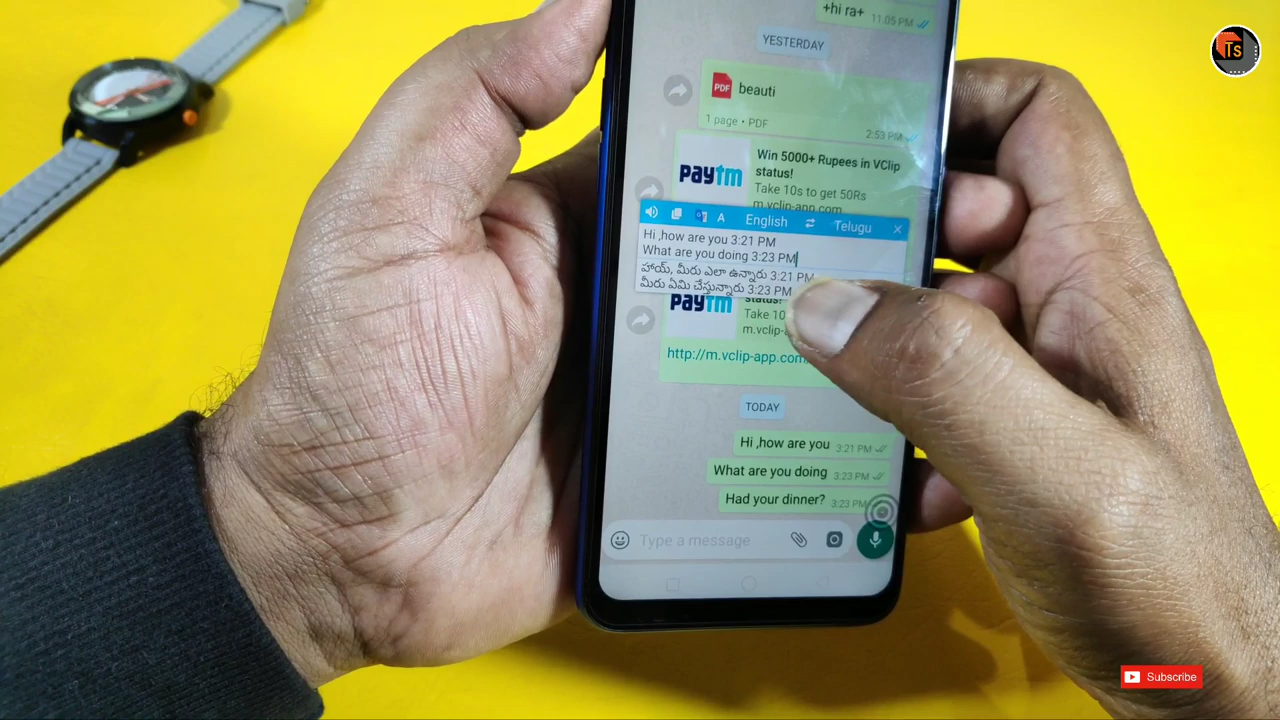 +hi ra+ 11.05 PM
YESTERDAY
PDF beauti
1 page • PDF 2:53 PM
Win 5000+ Rupees in VClip
status!
paytm
Take 10s to get 50Rs
m.vclip-app.com
A English Telugu
Hi ,how are you 3:21 PM
What are you doing 3:23 PM
హాయ్, మీరు ఎలా ఉన్నారు 3:21 PM
మీరు ఏమి చేస్తున్నారు 3:23 PM
status!
paytm
Take 10
m.vclip-
http://m.vclip-app.com
TODAY
Hi ,how are you 3:21 PM
What are you doing 3:23 PM
Had your dinner? 3:23 PM
Type a message
Ts
Subscribe